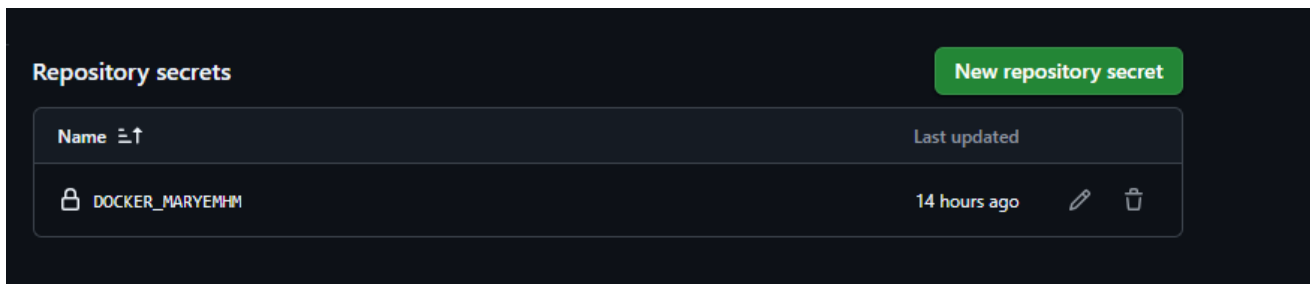 Repository secrets
New repository secret
Name
Last updated
DOCKER_MARYEMHM
14 hours ago